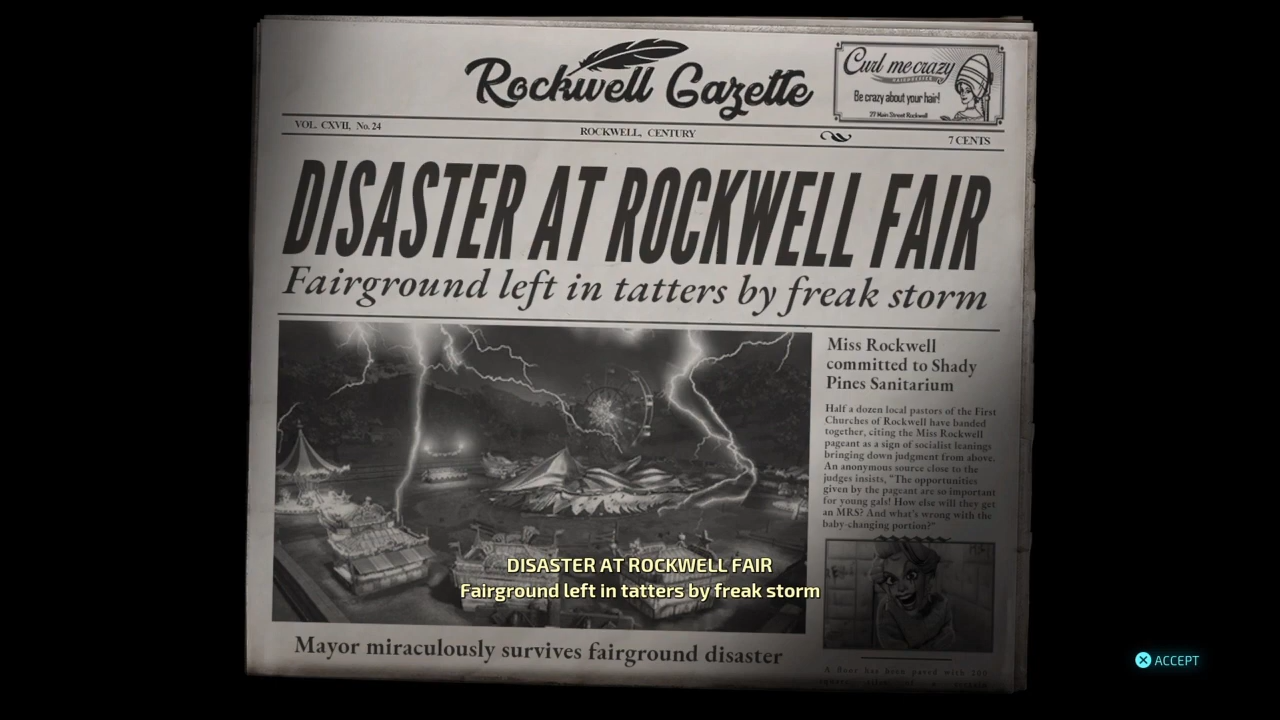 Rockwell Gazette
Curl me crazy
Be crazy about your hair!
27 Main Street Rockwell
VOL. CXVII, No. 24
ROCKWELL, CENTURY
7 CENTS
DISASTER AT ROCKWELL FAIR
Fairground left in tatters by freak storm
Miss Rockwell
committed to Shady
Pines Sanitarium
Half a dozen local pastors of the First
Churches of Rockwell have banded
together, citing the Miss Rockwell
pageant as a sign of socialist leanings
bringing down judgment from above.
An anonymous source close to the
judges insists, "The opportunities
given by the pageant are so important
for young gals! How else will they get
an MRS? And what's wrong with the
baby-changing portion?"
DISASTER AT ROCKWELL FAIR
Fairground left in tatters by freak storm
Mayor miraculously survives fairground disaster
A floor has been paved with 200
ACCEPT